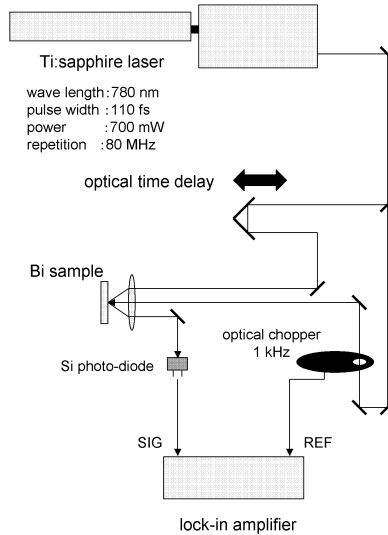 Ti:sapphire laser
wave length:780 nm
pulse width :110 fs
power :700 mW
repetition :80 MHz
optical time delay
Bi sample
optical chopper
1 kHz
Si photo-diode
SIG
REF
lock-in amplifier